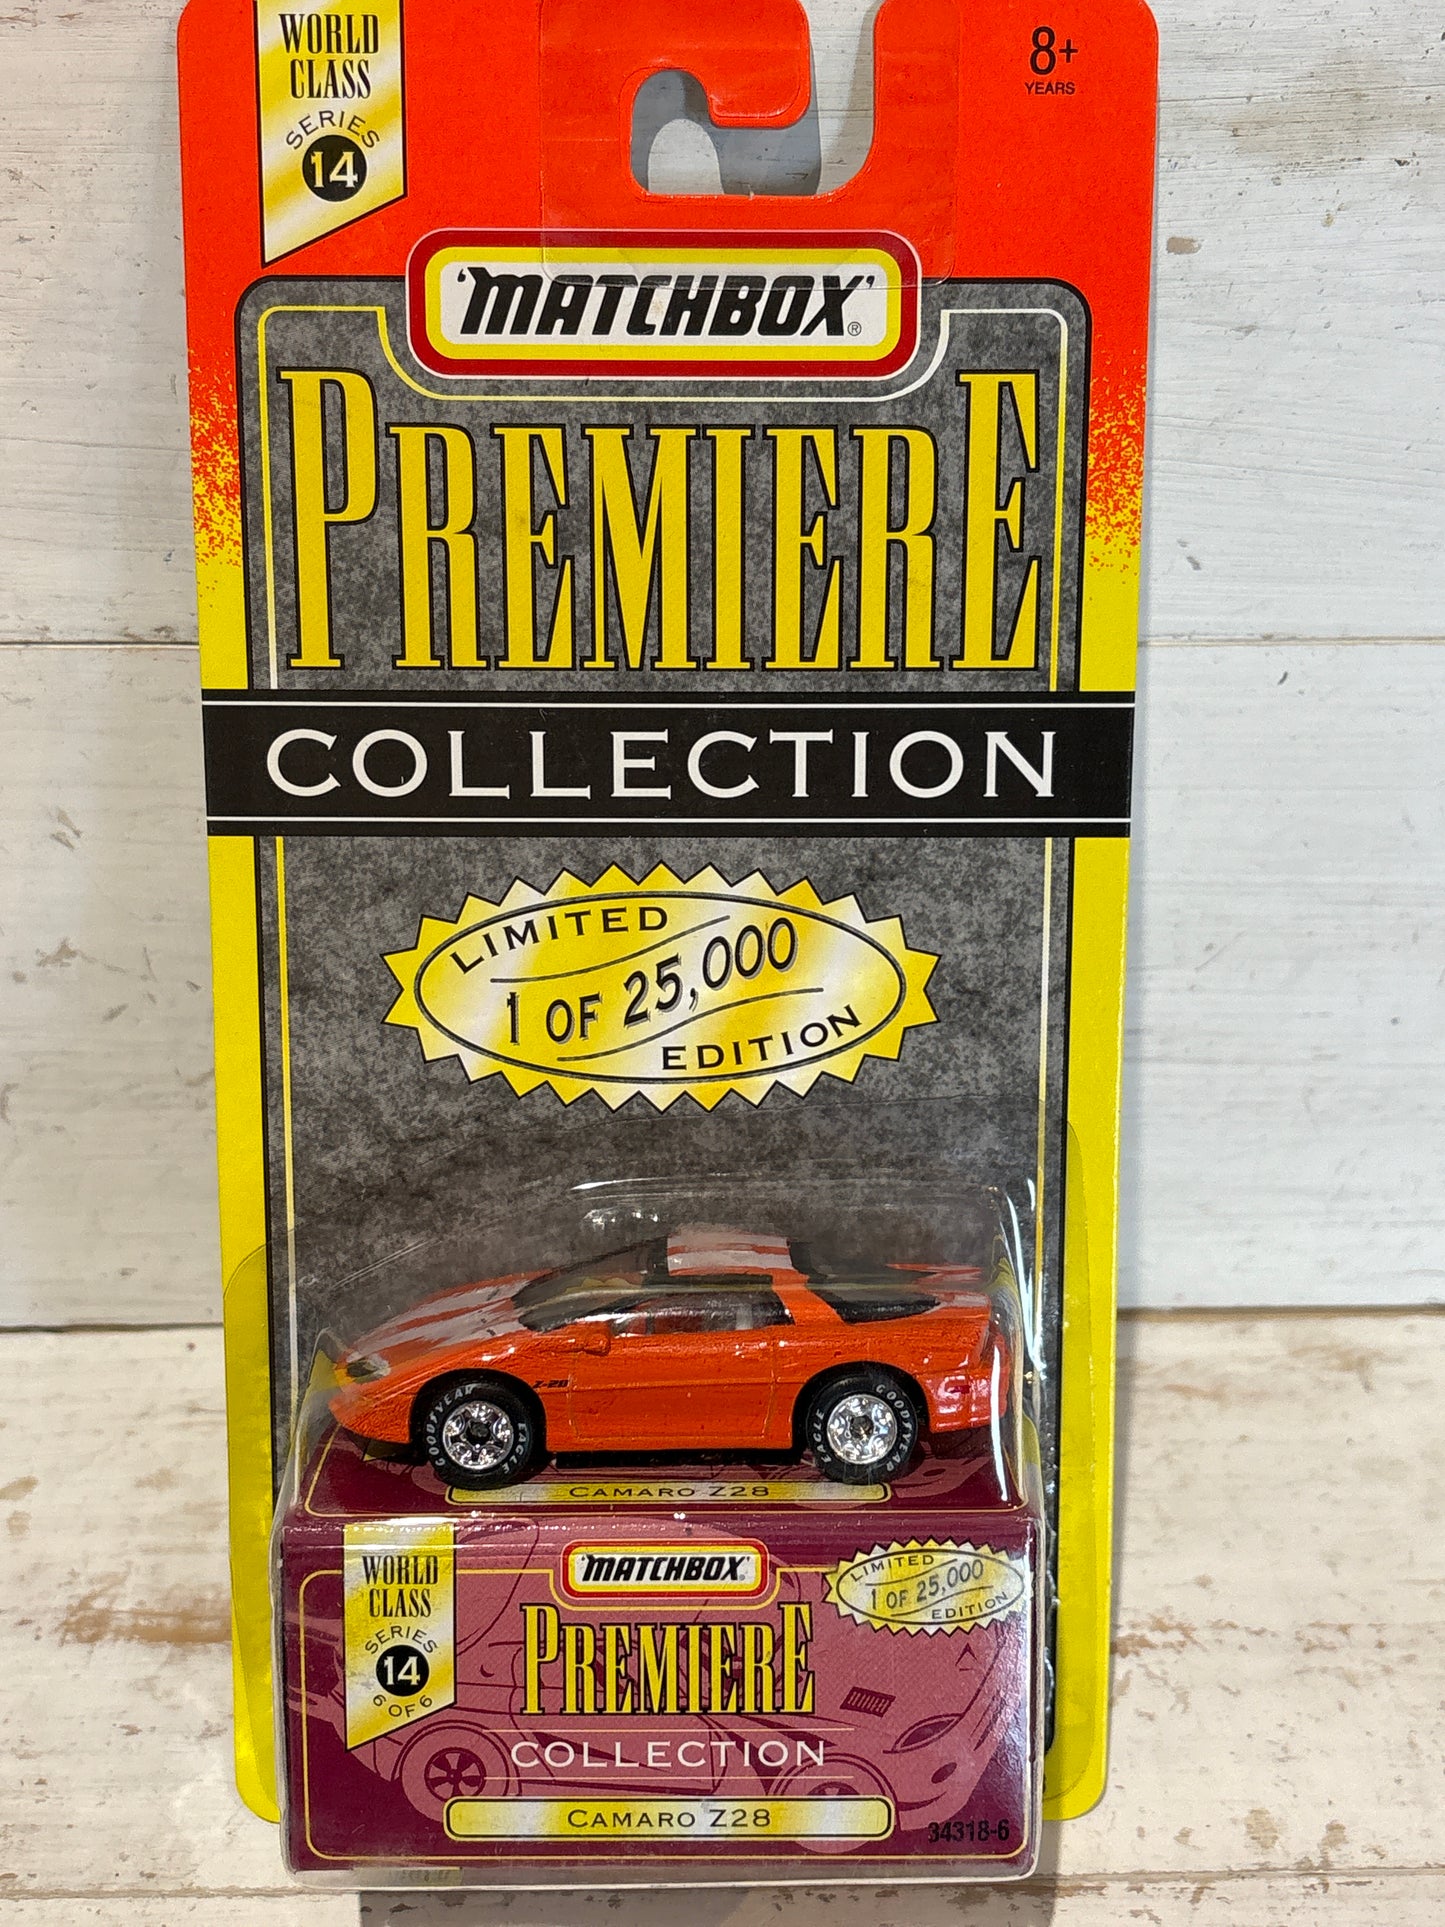 WORLD
CLASS
SERIES
14
8+
YEARS
'MATCHBOX'®
PREMIERE
COLLECTION
LIMITED
1 OF 25,000
EDITION
Z-28
GOODYEAR
EAGLE
EAGLE
GOODYEAR
CAMARO Z28
WORLD
CLASS
SERIES
14
6 OF 6
'MATCHBOX'
PREMIERE
COLLECTION
LIMITED
1 OF 25,000
EDITION
CAMARO Z28
34318-6